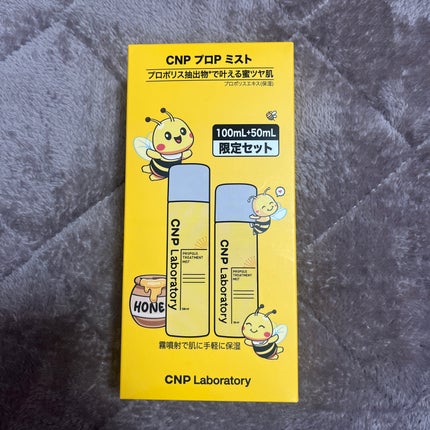 CNP プロP ミスト
プロポリス抽出物*で叶える蜜ツヤ肌
プロポリスエキス(保湿)
100mL+50mL
限定セット
CNP Laboratory
PROPOLIS
TREATMENT
MIST
CNP Laboratory
PROPOLIS
TREATMENT
MIST
HONE
霧噴射で肌に手軽に保湿
CNP Laboratory